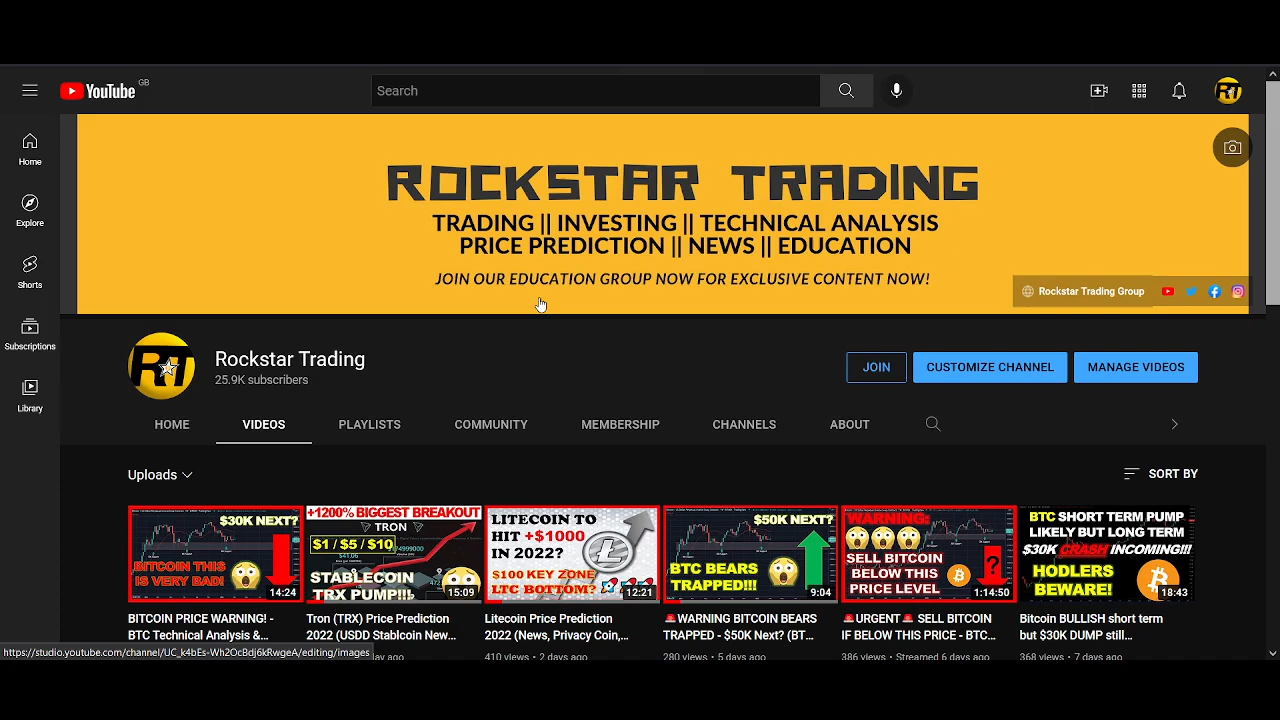 YouTube GB
Search
Home
Explore
Shorts
Subscriptions
Library
ROCKSTAR TRADING
TRADING || INVESTING || TECHNICAL ANALYSIS
PRICE PREDICTION || NEWS || EDUCATION
JOIN OUR EDUCATION GROUP NOW FOR EXCLUSIVE CONTENT NOW!
Rockstar Trading Group
RT
Rockstar Trading
25.9K subscribers
JOIN
CUSTOMIZE CHANNEL
MANAGE VIDEOS
HOME
VIDEOS
PLAYLISTS
COMMUNITY
MEMBERSHIP
CHANNELS
ABOUT
Uploads
SORT BY
$30K NEXT?
BITCOIN THIS
IS VERY BAD!
14:24
BITCOIN PRICE WARNING! -
BTC Technical Analysis &...
+1200% BIGGEST BREAKOUT
TRON
$1 / $5 / $10
STABLECOIN
TRX PUMP!!!
15:09
Tron (TRX) Price Prediction
2022 (USDD Stablcoin New...
LITECOIN TO
HIT +$1000
IN 2022?
$100 KEY ZONE
LTC BOTTOM?
12:21
Litecoin Price Prediction
2022 (News, Privacy Coin,...
410 views • 2 days ago
$50K NEXT?
BTC BEARS
TRAPPED!!!
9:04
🚨WARNING BITCOIN BEARS
TRAPPED - $50K Next? (BT...
280 views • 5 days ago
WARNING:
SELL BITCOIN
BELOW THIS
PRICE LEVEL
?
1:14:50
🚨URGENT🚨 SELL BITCOIN
IF BELOW THIS PRICE - BTC...
386 views • Streamed 6 days ago
BTC SHORT TERM PUMP
LIKELY BUT LONG TERM
$30K CRASH INCOMING!!!
HODLERS
BEWARE!
18:43
Bitcoin BULLISH short term
but $30K DUMP still...
368 views • 7 days ago
https://studio.youtube.com/channel/UC_k4bEs-Wh2OcBdj6kRwgeA/editing/images